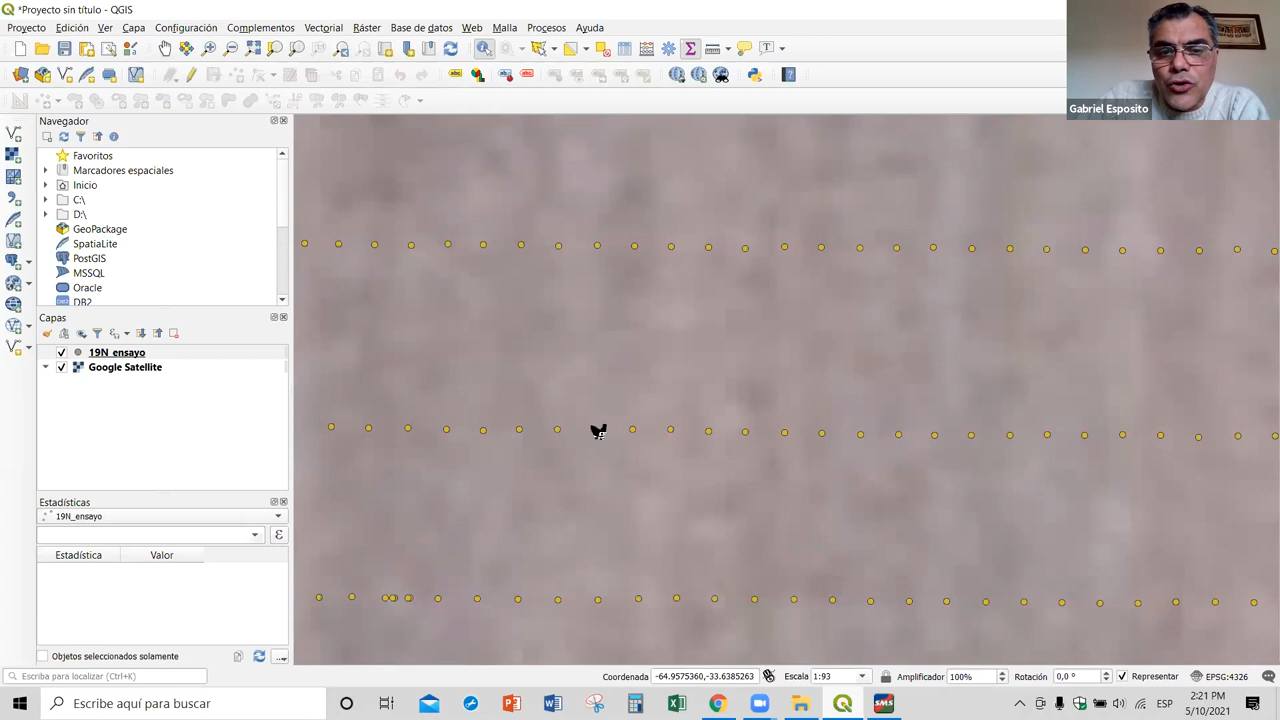 *Proyecto sin título - QGIS
Proyecto Edición Ver Capa Configuración Complementos Vectorial Ráster Base de datos Web Malla Procesos Ayuda
Gabriel Esposito
Navegador
Favoritos
Marcadores espaciales
Inicio
C:\
D:\
GeoPackage
SpatiaLite
PostGIS
MSSQL
Oracle
DB2
Capas
19N_ensayo
Google Satellite
Estadísticas
19N_ensayo
Estadística Valor
Objetos seleccionados solamente
Escribe para localizar (Ctrl+K) Coordenada -64.9575360,-33.6385263 Escala 1:93 Amplificador 100% Rotación 0,0 ° Representar EPSG:4326
Escribe aquí para buscar
ESP
2:21 PM
5/10/2021